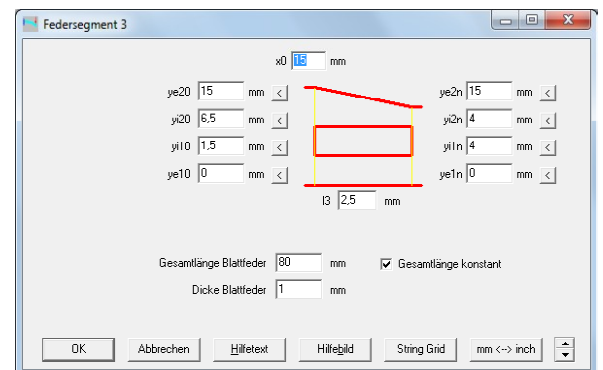 Federsegment 3
x0 15 mm
ye20 15 mm < ye2n 15 mm <
yi20 6,5 mm < yi2n 4 mm <
yi10 1,5 mm < yi1n 4 mm <
ye10 0 mm < ye1n 0 mm <
l3 2,5 mm
Gesamtlänge Blattfeder 80 mm Gesamtlänge konstant
Dicke Blattfeder 1 mm
OK Abbrechen Hilfetext Hilfebild String Grid mm <--> inch